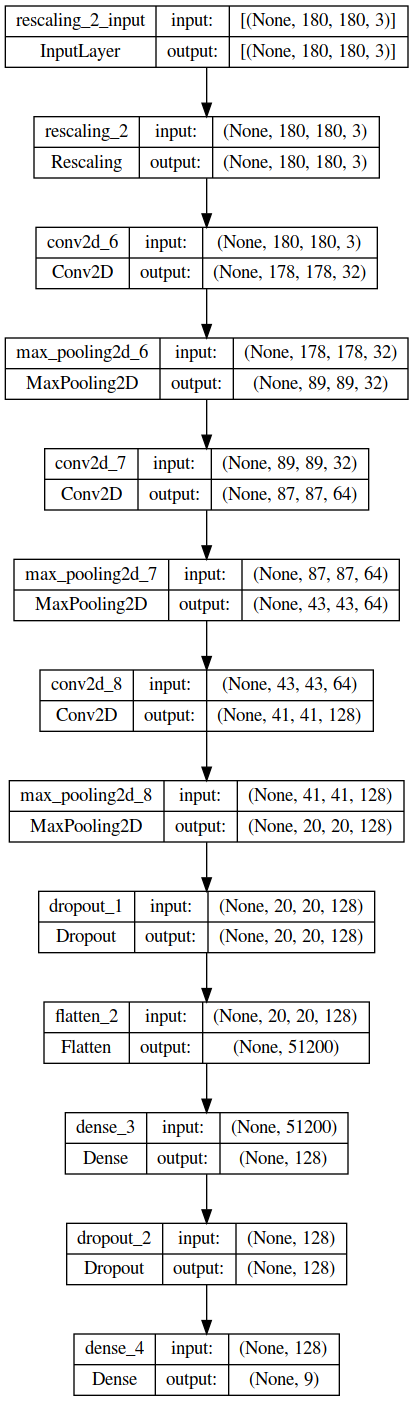 rescaling_2_input input: [(None, 180, 180, 3)]
InputLayer output: [(None, 180, 180, 3)]
rescaling_2 input: (None, 180, 180, 3)
Rescaling output: (None, 180, 180, 3)
conv2d_6 input: (None, 180, 180, 3)
Conv2D output: (None, 178, 178, 32)
max_pooling2d_6 input: (None, 178, 178, 32)
MaxPooling2D output: (None, 89, 89, 32)
conv2d_7 input: (None, 89, 89, 32)
Conv2D output: (None, 87, 87, 64)
max_pooling2d_7 input: (None, 87, 87, 64)
MaxPooling2D output: (None, 43, 43, 64)
conv2d_8 input: (None, 43, 43, 64)
Conv2D output: (None, 41, 41, 128)
max_pooling2d_8 input: (None, 41, 41, 128)
MaxPooling2D output: (None, 20, 20, 128)
dropout_1 input: (None, 20, 20, 128)
Dropout output: (None, 20, 20, 128)
flatten_2 input: (None, 20, 20, 128)
Flatten output: (None, 51200)
dense_3 input: (None, 51200)
Dense output: (None, 128)
dropout_2 input: (None, 128)
Dropout output: (None, 128)
dense_4 input: (None, 128)
Dense output: (None, 9)